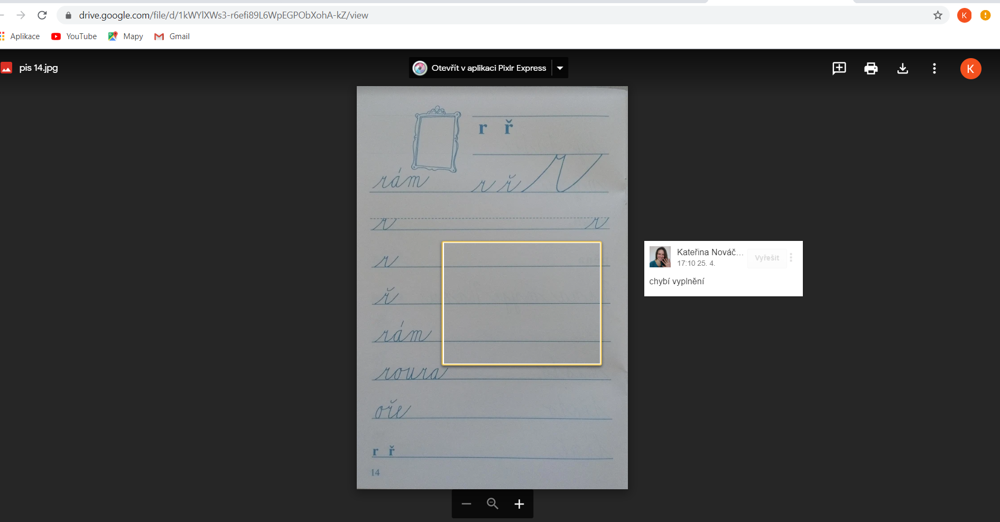 drive.google.com/file/d/1kWYlXWs3-r6efi89L6WpEGPObXohA-kZ/view
K
Aplikace YouTube Mapy Gmail
pis 14.jpg
Otevřít v aplikaci Pixlr Express
K
r ř
rám r ř r
r r
r
Kateřina Nováč...
Vyřešit
17:10 25. 4.
chybí vyplnění
ř
rám
roura
oře
r ř
14